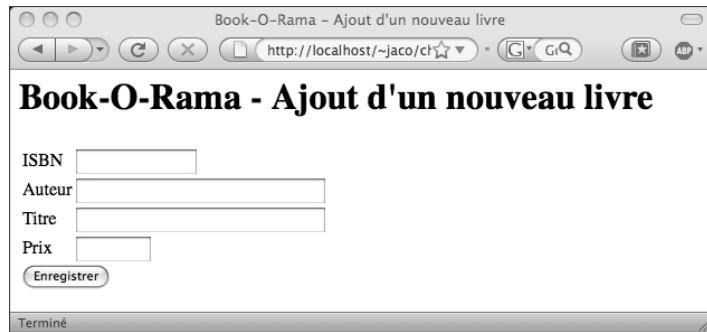 Book-O-Rama - Ajout d'un nouveau livre
http://localhost/~jaco/ch
G
ABP
Book-O-Rama - Ajout d'un nouveau livre
ISBN
Auteur
Titre
Prix
Enregistrer
Terminé